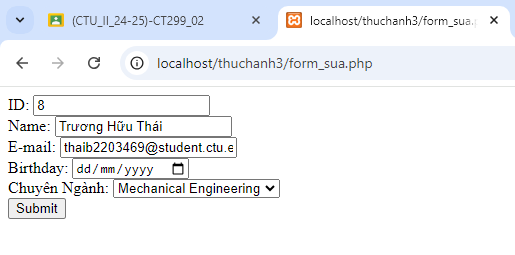 (CTU_II_24-25)-CT299_02
localhost/thuchanh3/form_sua.p
localhost/thuchanh3/form_sua.php
ID: 8
Name: Trương Hữu Thái
E-mail: thaib2203469@student.ctu.e
Birthday: dd/mm/yyyy
Chuyên Ngành: Mechanical Engineering
Submit